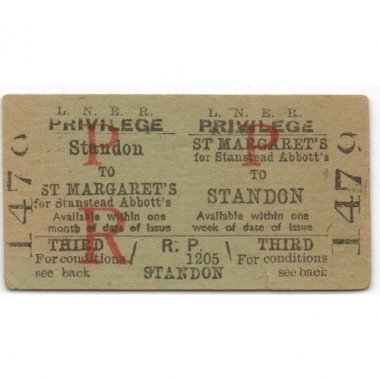 L. N. E. R.
PRIVILEGE
Standon
TO
ST MARGARET'S
for Stanstead Abbott's
Available within one
month of date of issue
THIRD
For conditions
see back
L. N. E. R.
PRIVILEGE
ST MARGARET'S
for Stanstead Abbott's
TO
STANDON
Available within one
week of date of issue
THIRD
For conditions
see back
R. P.
1205
STANDON
P P
R
1479
1479